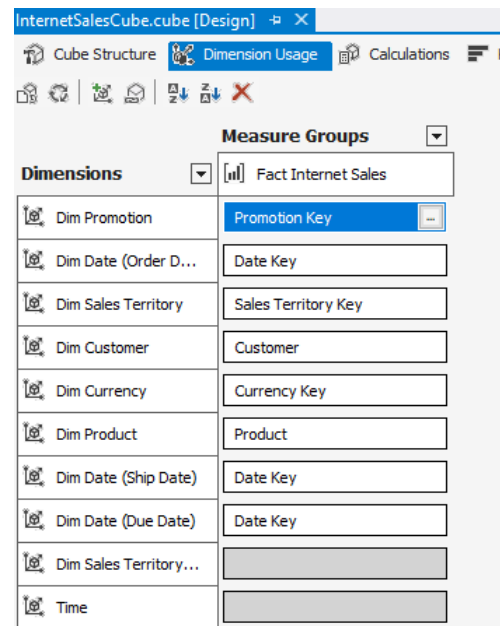 InternetSalesCube.cube [Design]
Cube Structure Dimension Usage Calculations
Measure Groups
Dimensions Fact Internet Sales
Dim Promotion Promotion Key ...
Dim Date (Order D... Date Key
Dim Sales Territory Sales Territory Key
Dim Customer Customer
Dim Currency Currency Key
Dim Product Product
Dim Date (Ship Date) Date Key
Dim Date (Due Date) Date Key
Dim Sales Territory...
Time